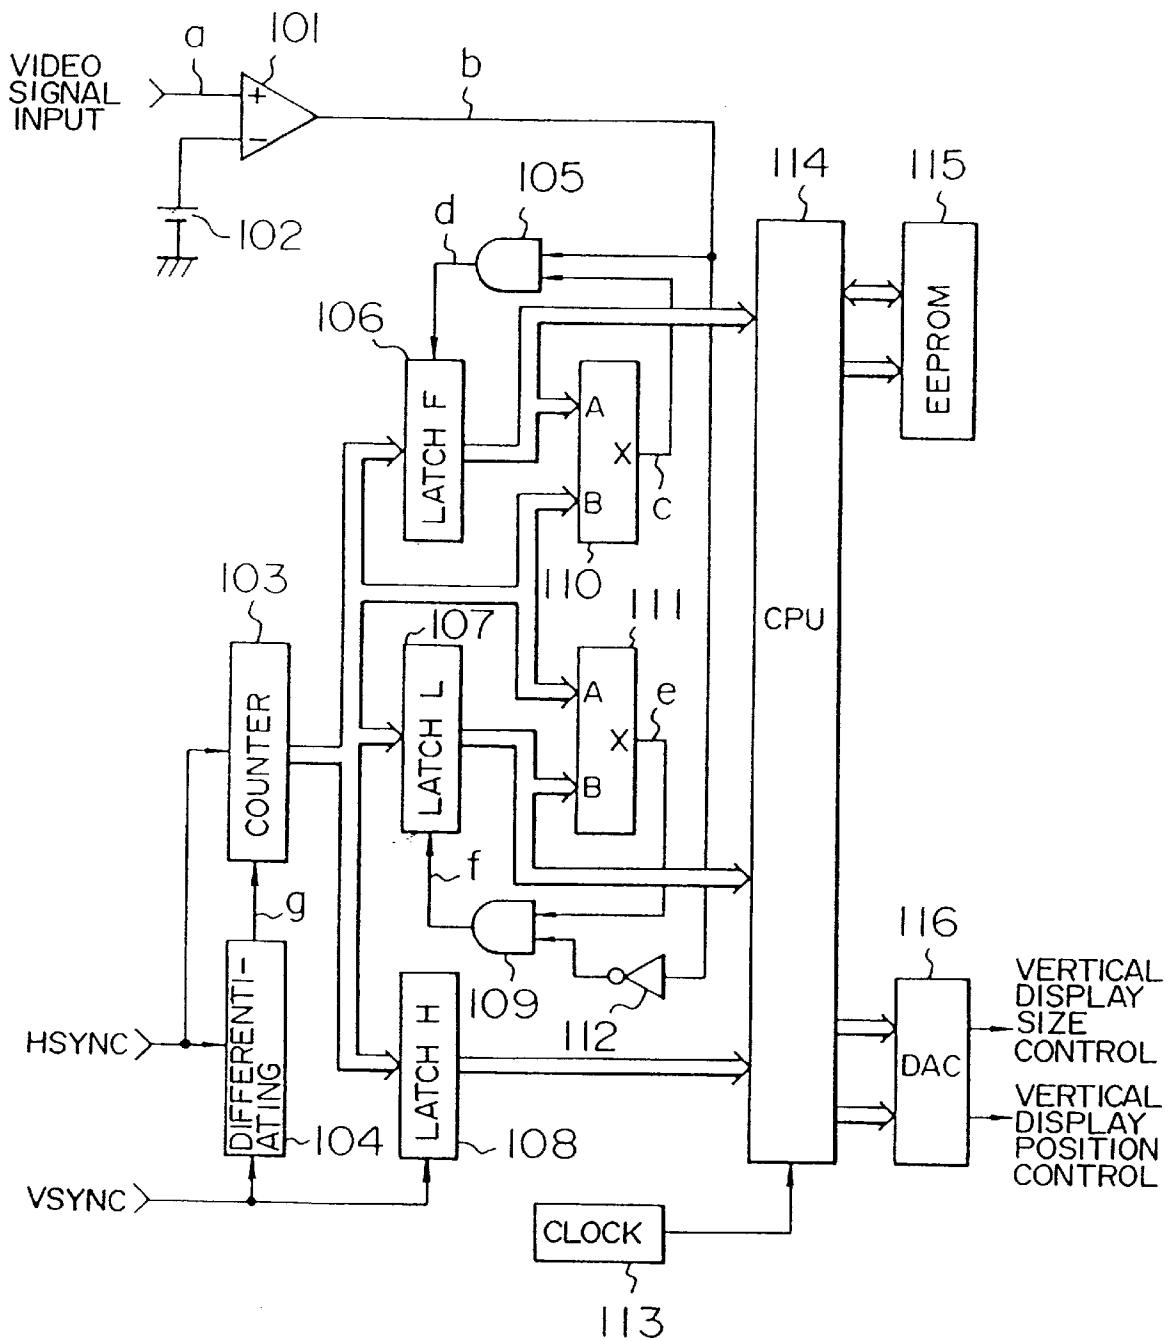 101
a
VIDEO
SIGNAL
INPUT
+
−
b
102
114
115
105
d
106
LATCH F
A
X
B
c
110
EEPROM
CPU
103
COUNTER
107
LATCH L
111
A
X
B
e
f
g
109
112
116
DIFFERENTI-
ATING
104
HSYNC
LATCH H
108
DAC
VERTICAL
DISPLAY
SIZE
CONTROL
VERTICAL
DISPLAY
POSITION
CONTROL
VSYNC
CLOCK
113